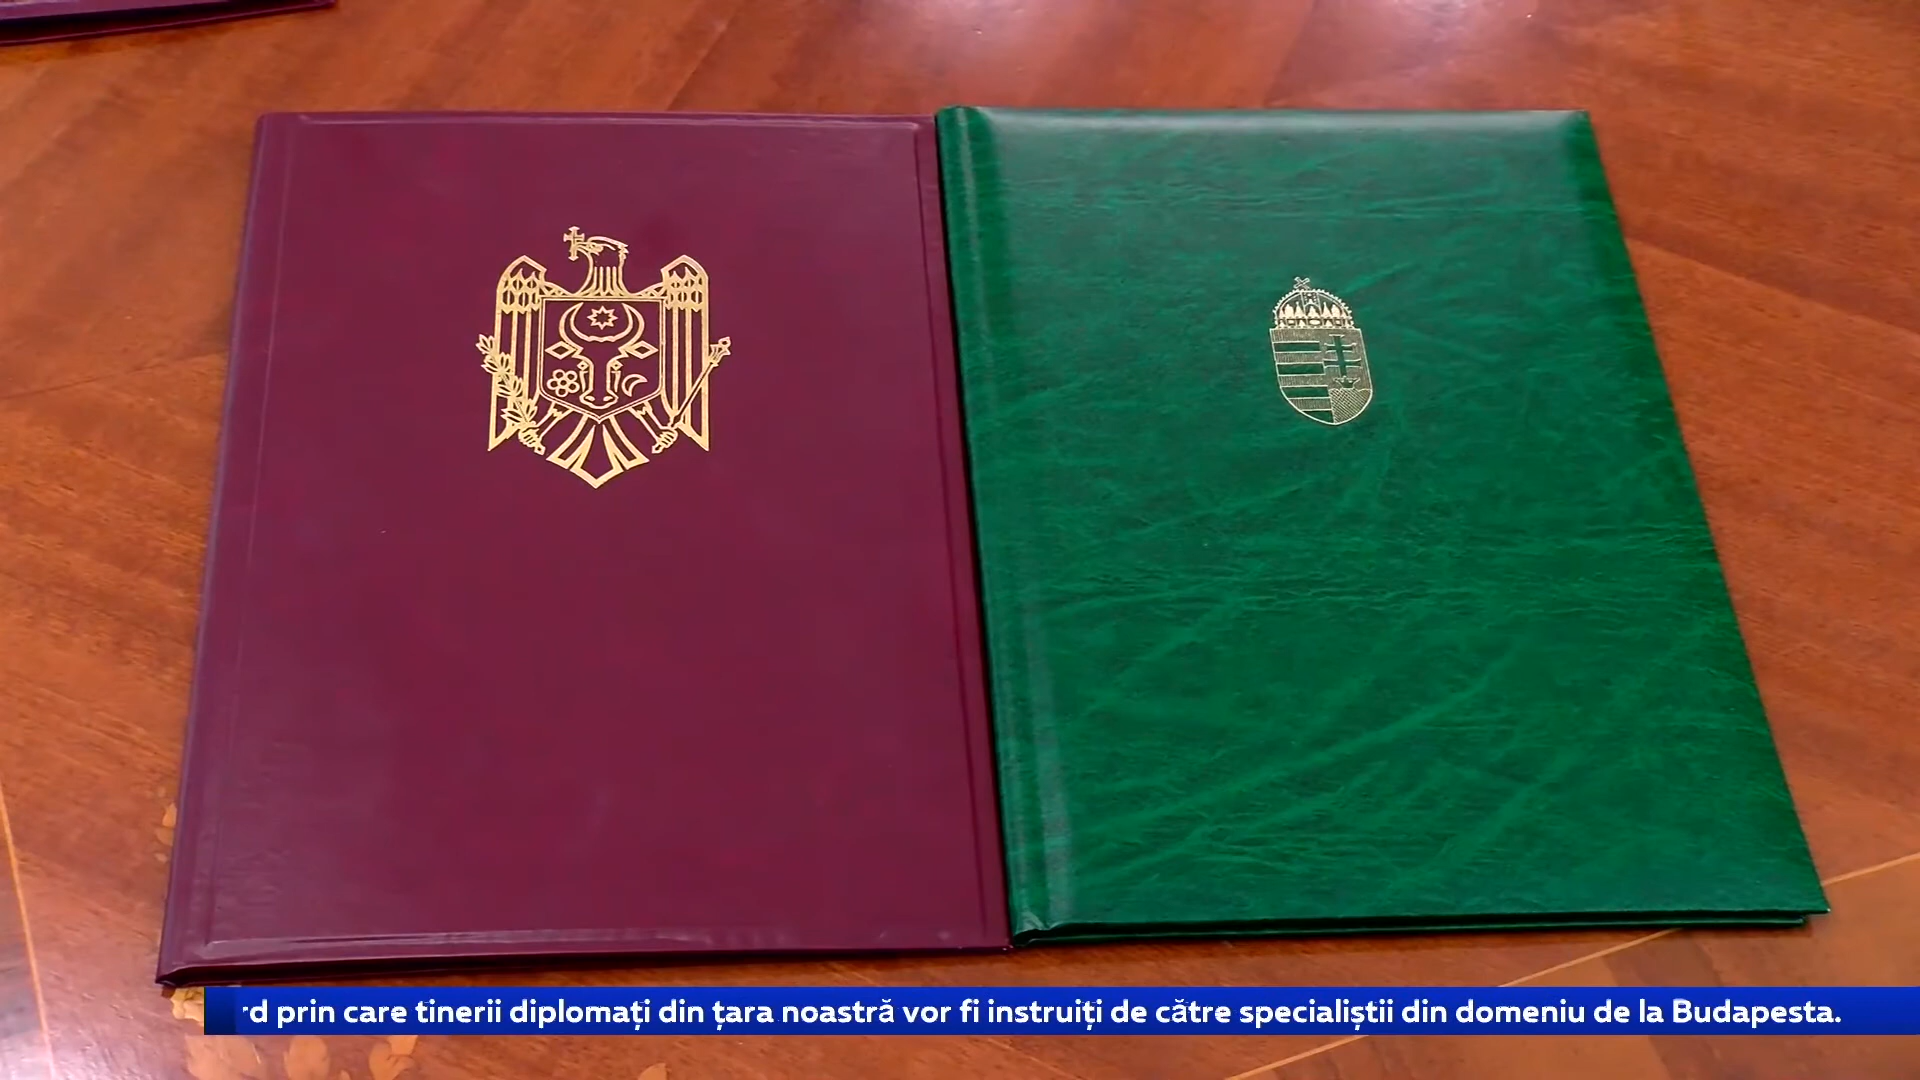 rd prin care tinerii diplomați din țara noastră vor fi instruiți de către specialiștii din domeniu de la Budapesta.